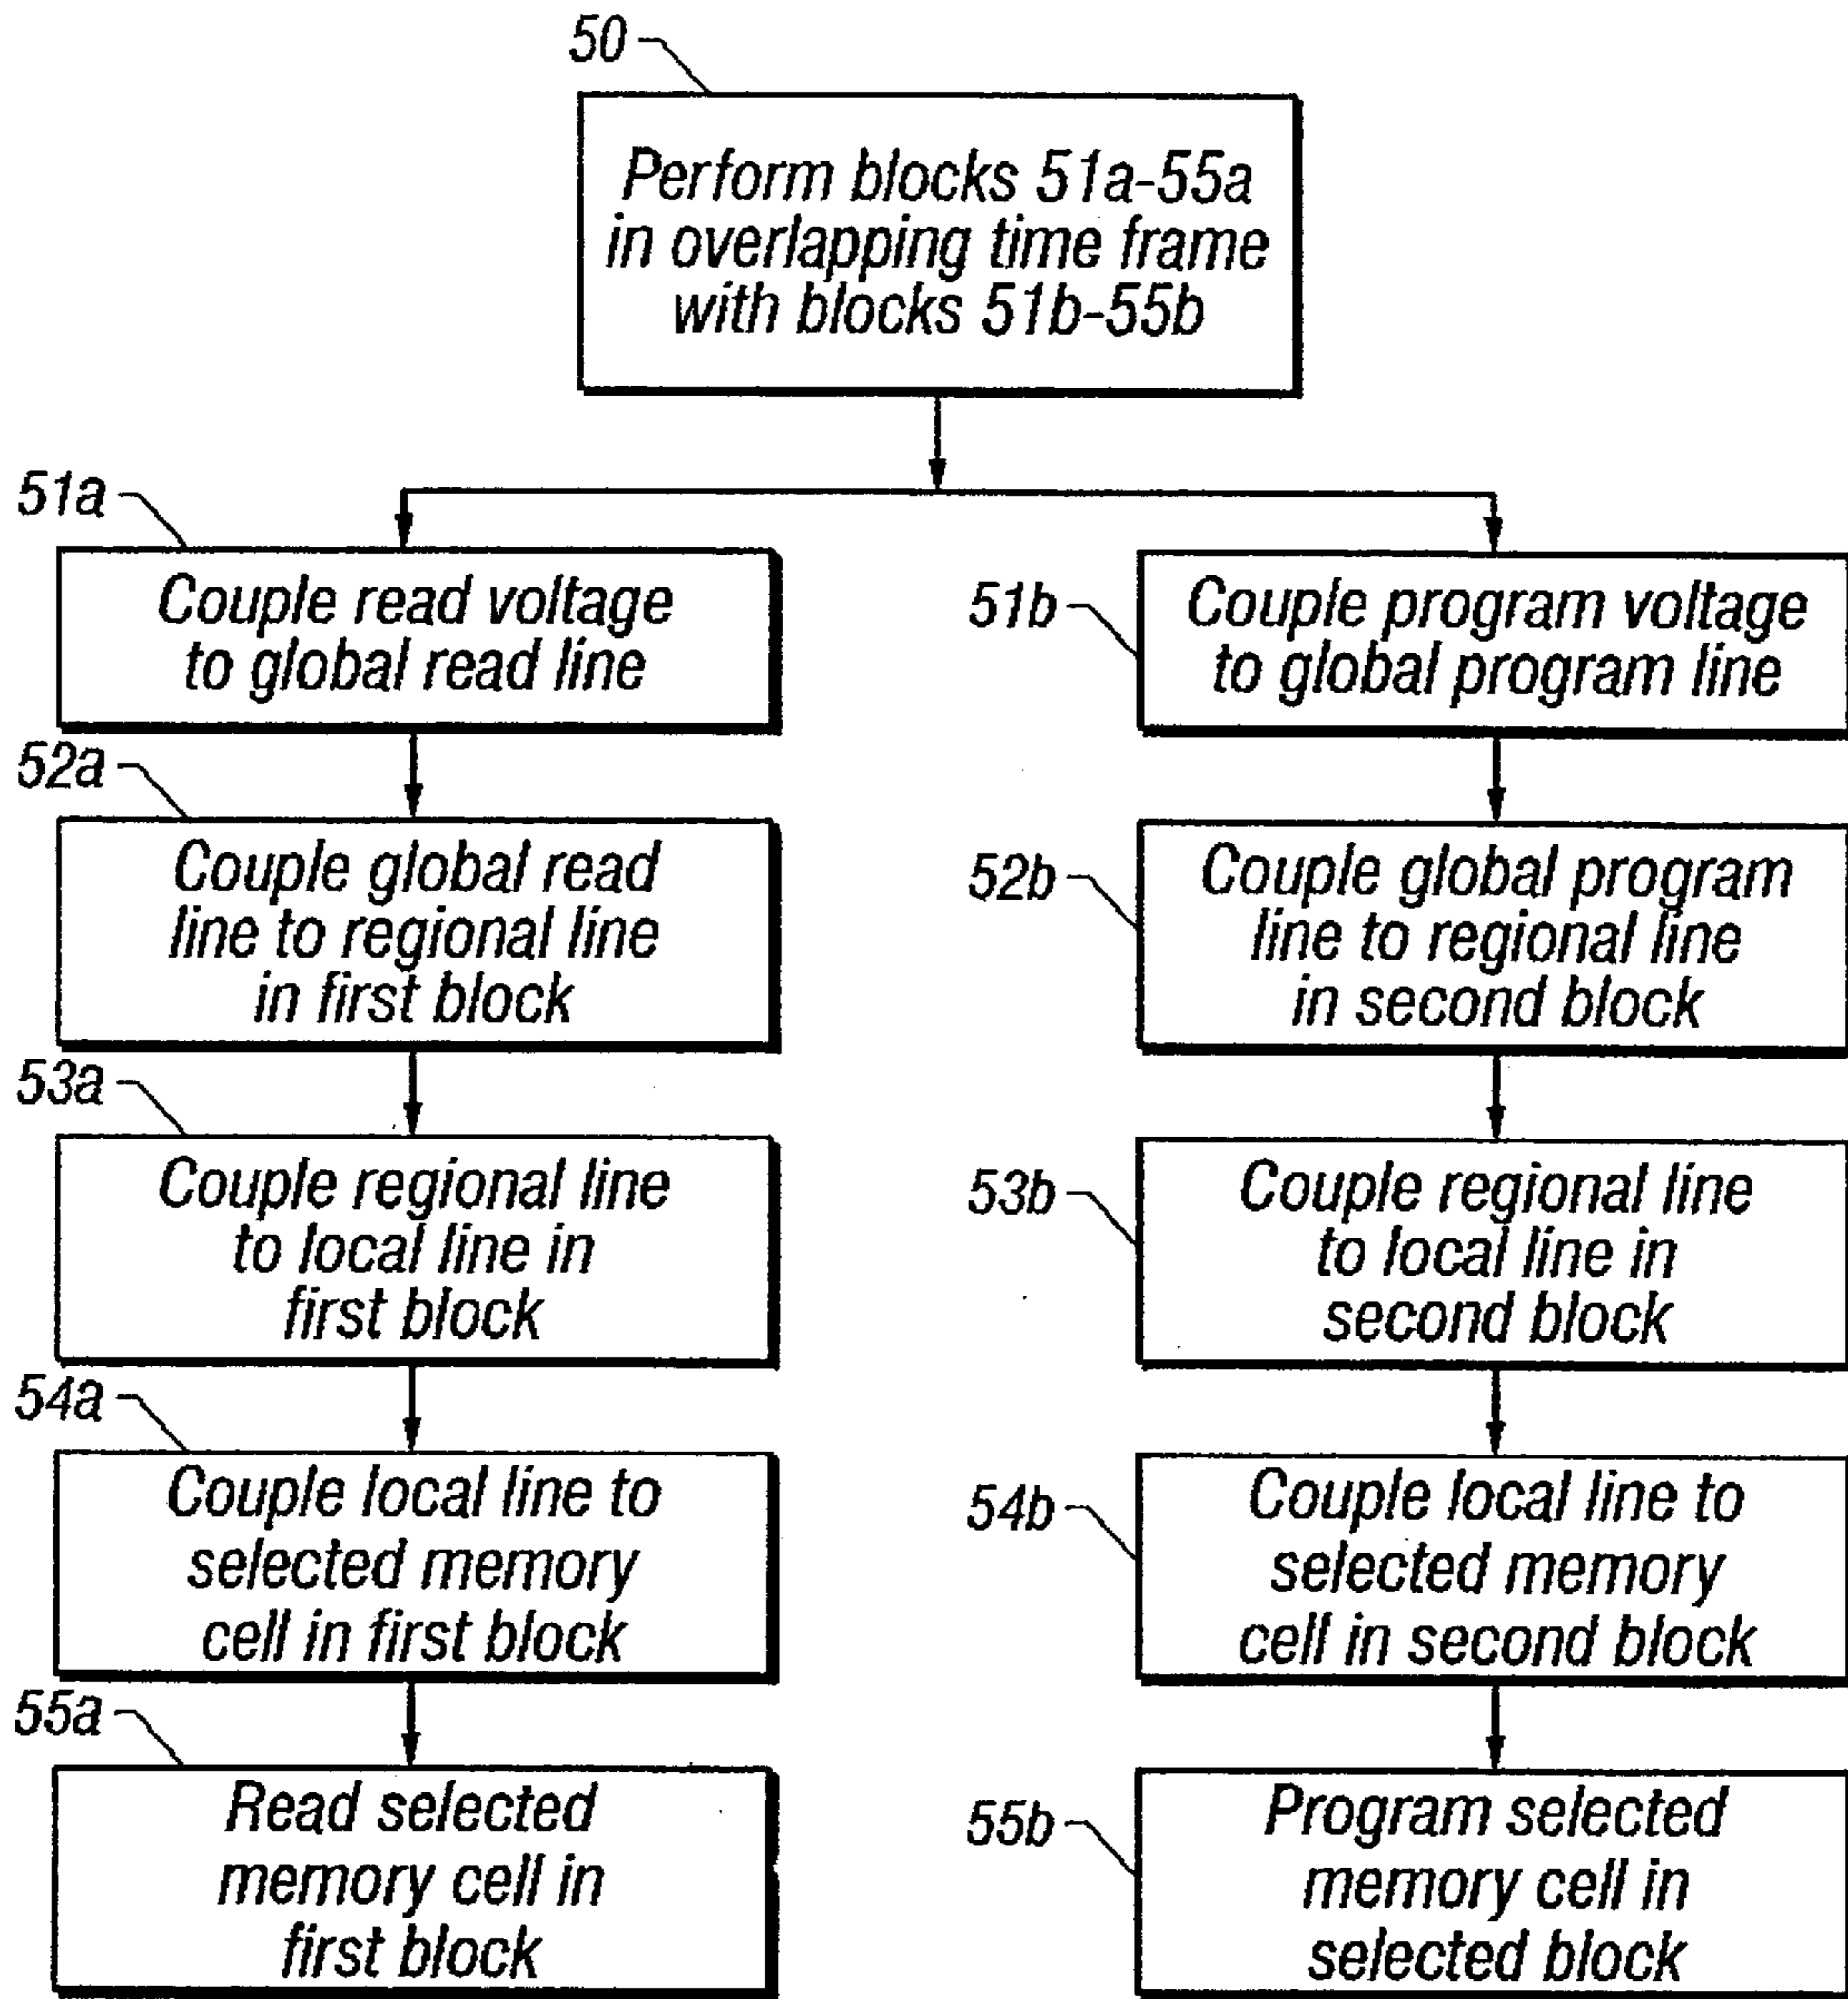 50
Perform blocks 51a-55a
in overlapping time frame
with blocks 51b-55b
51a
Couple read voltage
to global read line
51b
Couple program voltage
to global program line
52a
Couple global read
line to regional line
in first block
52b
Couple global program
line to regional line
in second block
53a
Couple regional line
to local line in
first block
53b
Couple regional line
to local line in
second block
54a
Couple local line to
selected memory
cell in first block
54b
Couple local line to
selected memory
cell in second block
55a
Read selected
memory cell in
first block
55b
Program selected
memory cell in
selected block